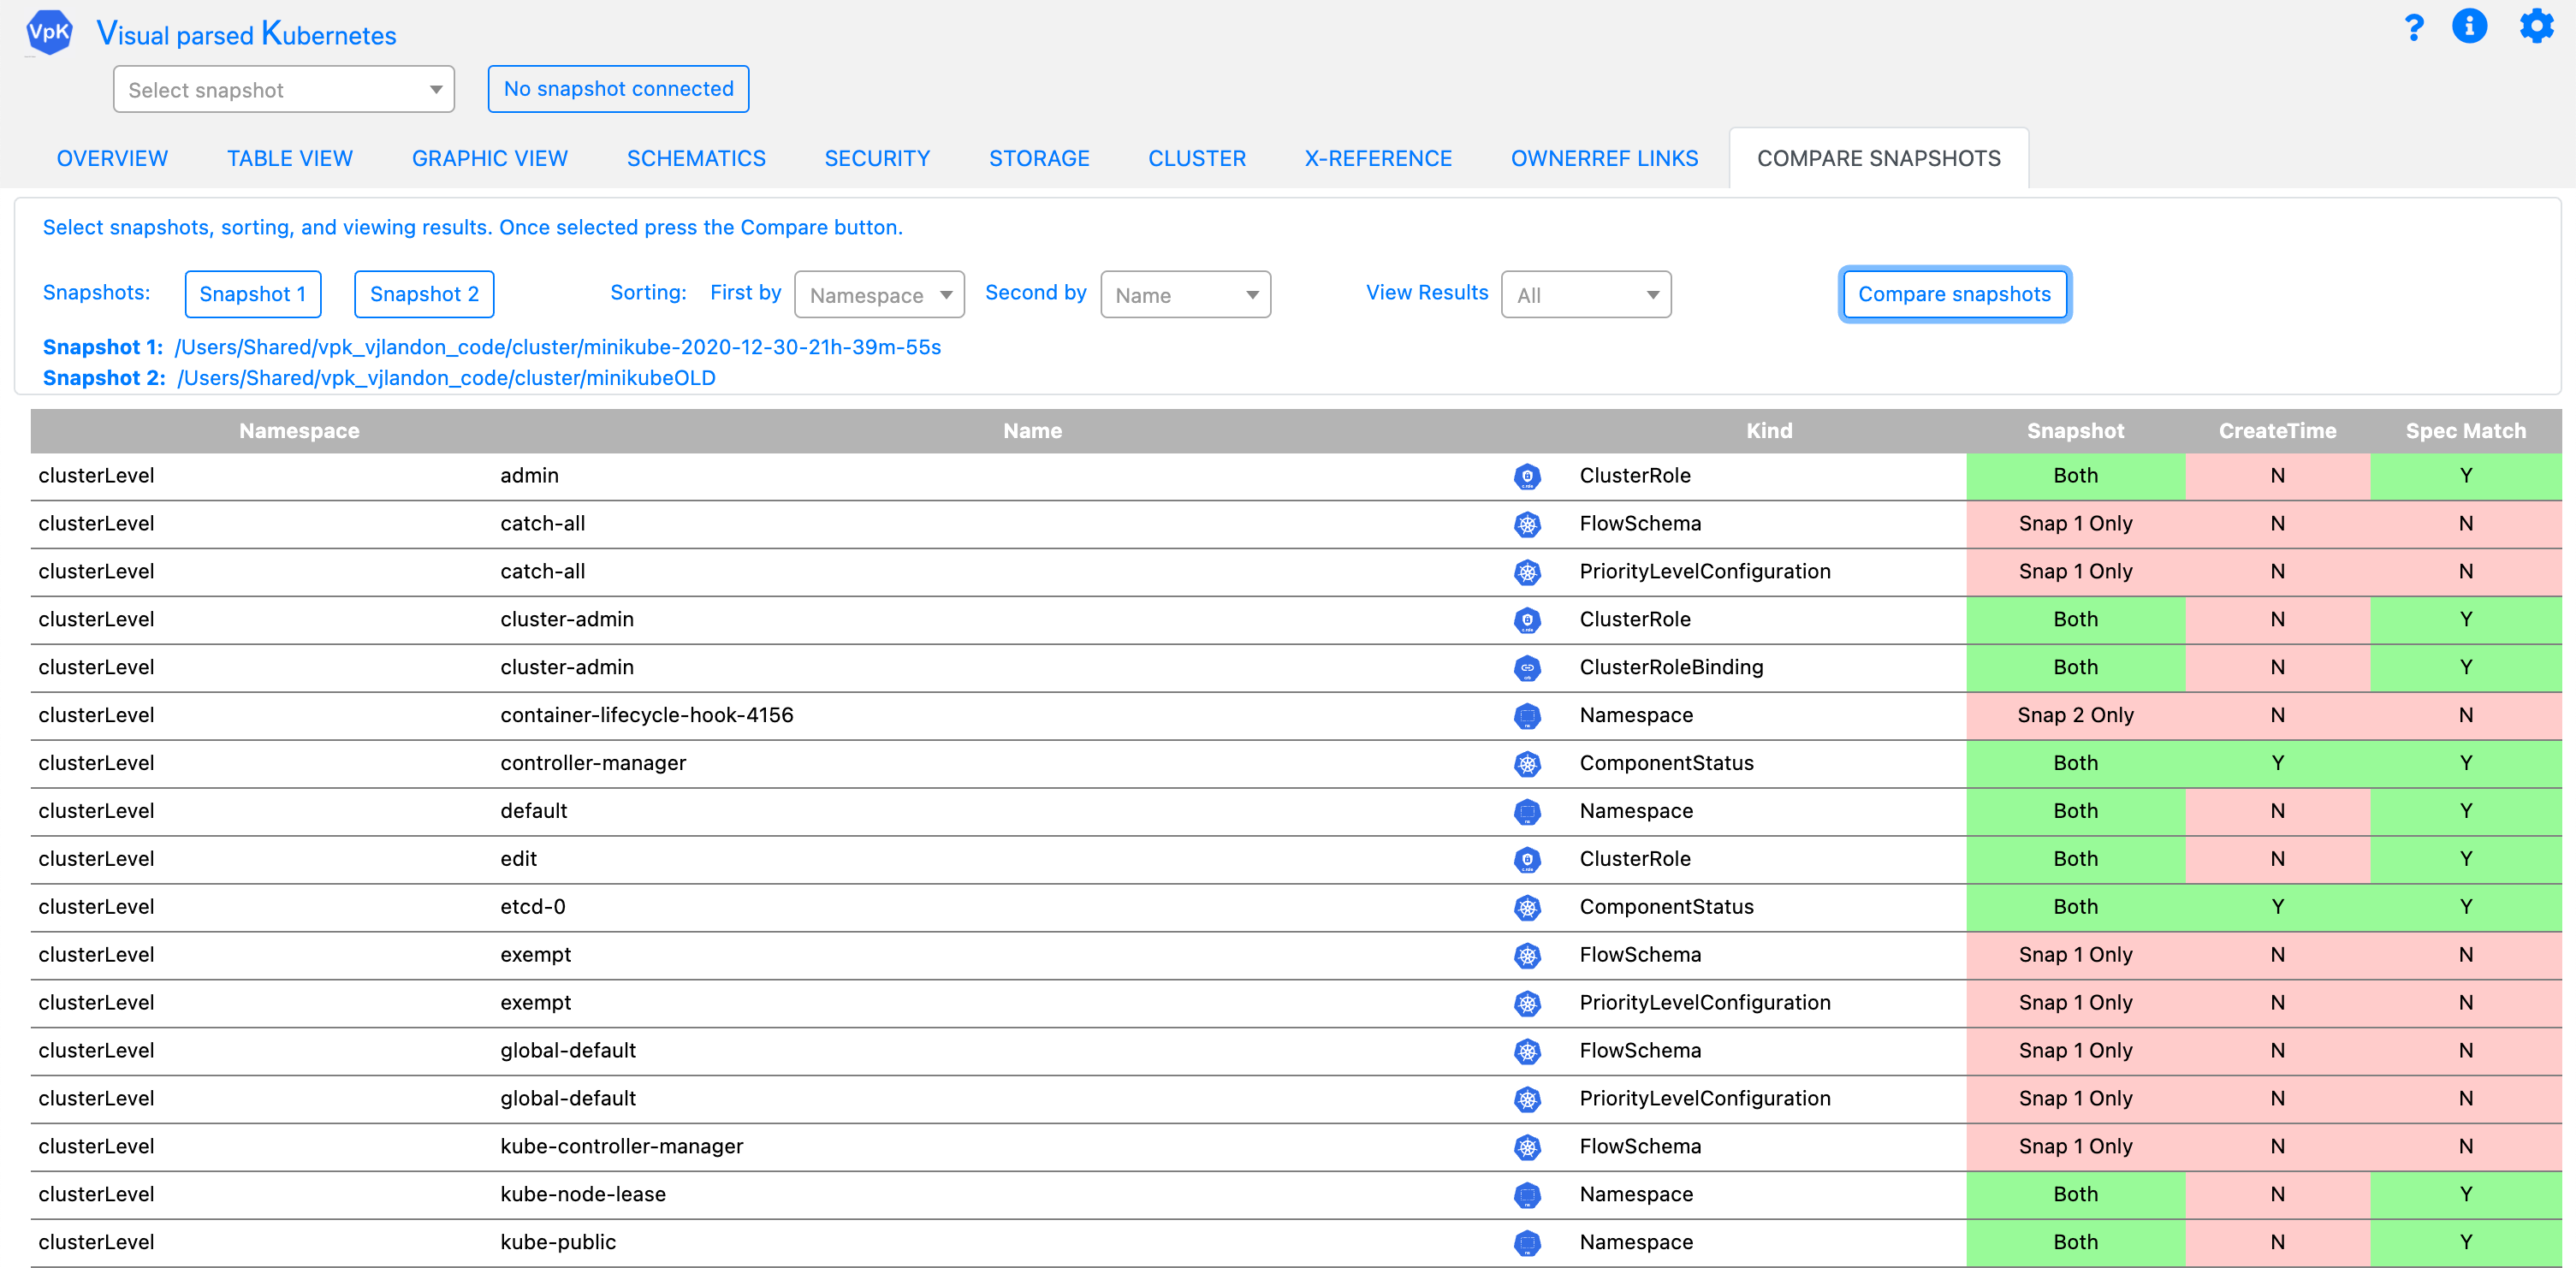 VpK Visual parsed Kubernetes
Select snapshot No snapshot connected
OVERVIEW TABLE VIEW GRAPHIC VIEW SCHEMATICS SECURITY STORAGE CLUSTER X-REFERENCE OWNERREF LINKS COMPARE SNAPSHOTS
Select snapshots, sorting, and viewing results. Once selected press the Compare button.
Snapshots: Snapshot 1 Snapshot 2 Sorting: First by Namespace Second by Name View Results All Compare snapshots
Snapshot 1: /Users/Shared/vpk_vjlandon_code/cluster/minikube-2020-12-30-21h-39m-55s
Snapshot 2: /Users/Shared/vpk_vjlandon_code/cluster/minikubeOLD
Namespace Name Kind Snapshot CreateTime Spec Match
clusterLevel admin ClusterRole Both N Y
clusterLevel catch-all FlowSchema Snap 1 Only N N
clusterLevel catch-all PriorityLevelConfiguration Snap 1 Only N N
clusterLevel cluster-admin ClusterRole Both N Y
clusterLevel cluster-admin ClusterRoleBinding Both N Y
clusterLevel container-lifecycle-hook-4156 Namespace Snap 2 Only N N
clusterLevel controller-manager ComponentStatus Both Y Y
clusterLevel default Namespace Both N Y
clusterLevel edit ClusterRole Both N Y
clusterLevel etcd-0 ComponentStatus Both Y Y
clusterLevel exempt FlowSchema Snap 1 Only N N
clusterLevel exempt PriorityLevelConfiguration Snap 1 Only N N
clusterLevel global-default FlowSchema Snap 1 Only N N
clusterLevel global-default PriorityLevelConfiguration Snap 1 Only N N
clusterLevel kube-controller-manager FlowSchema Snap 1 Only N N
clusterLevel kube-node-lease Namespace Both N Y
clusterLevel kube-public Namespace Both N Y